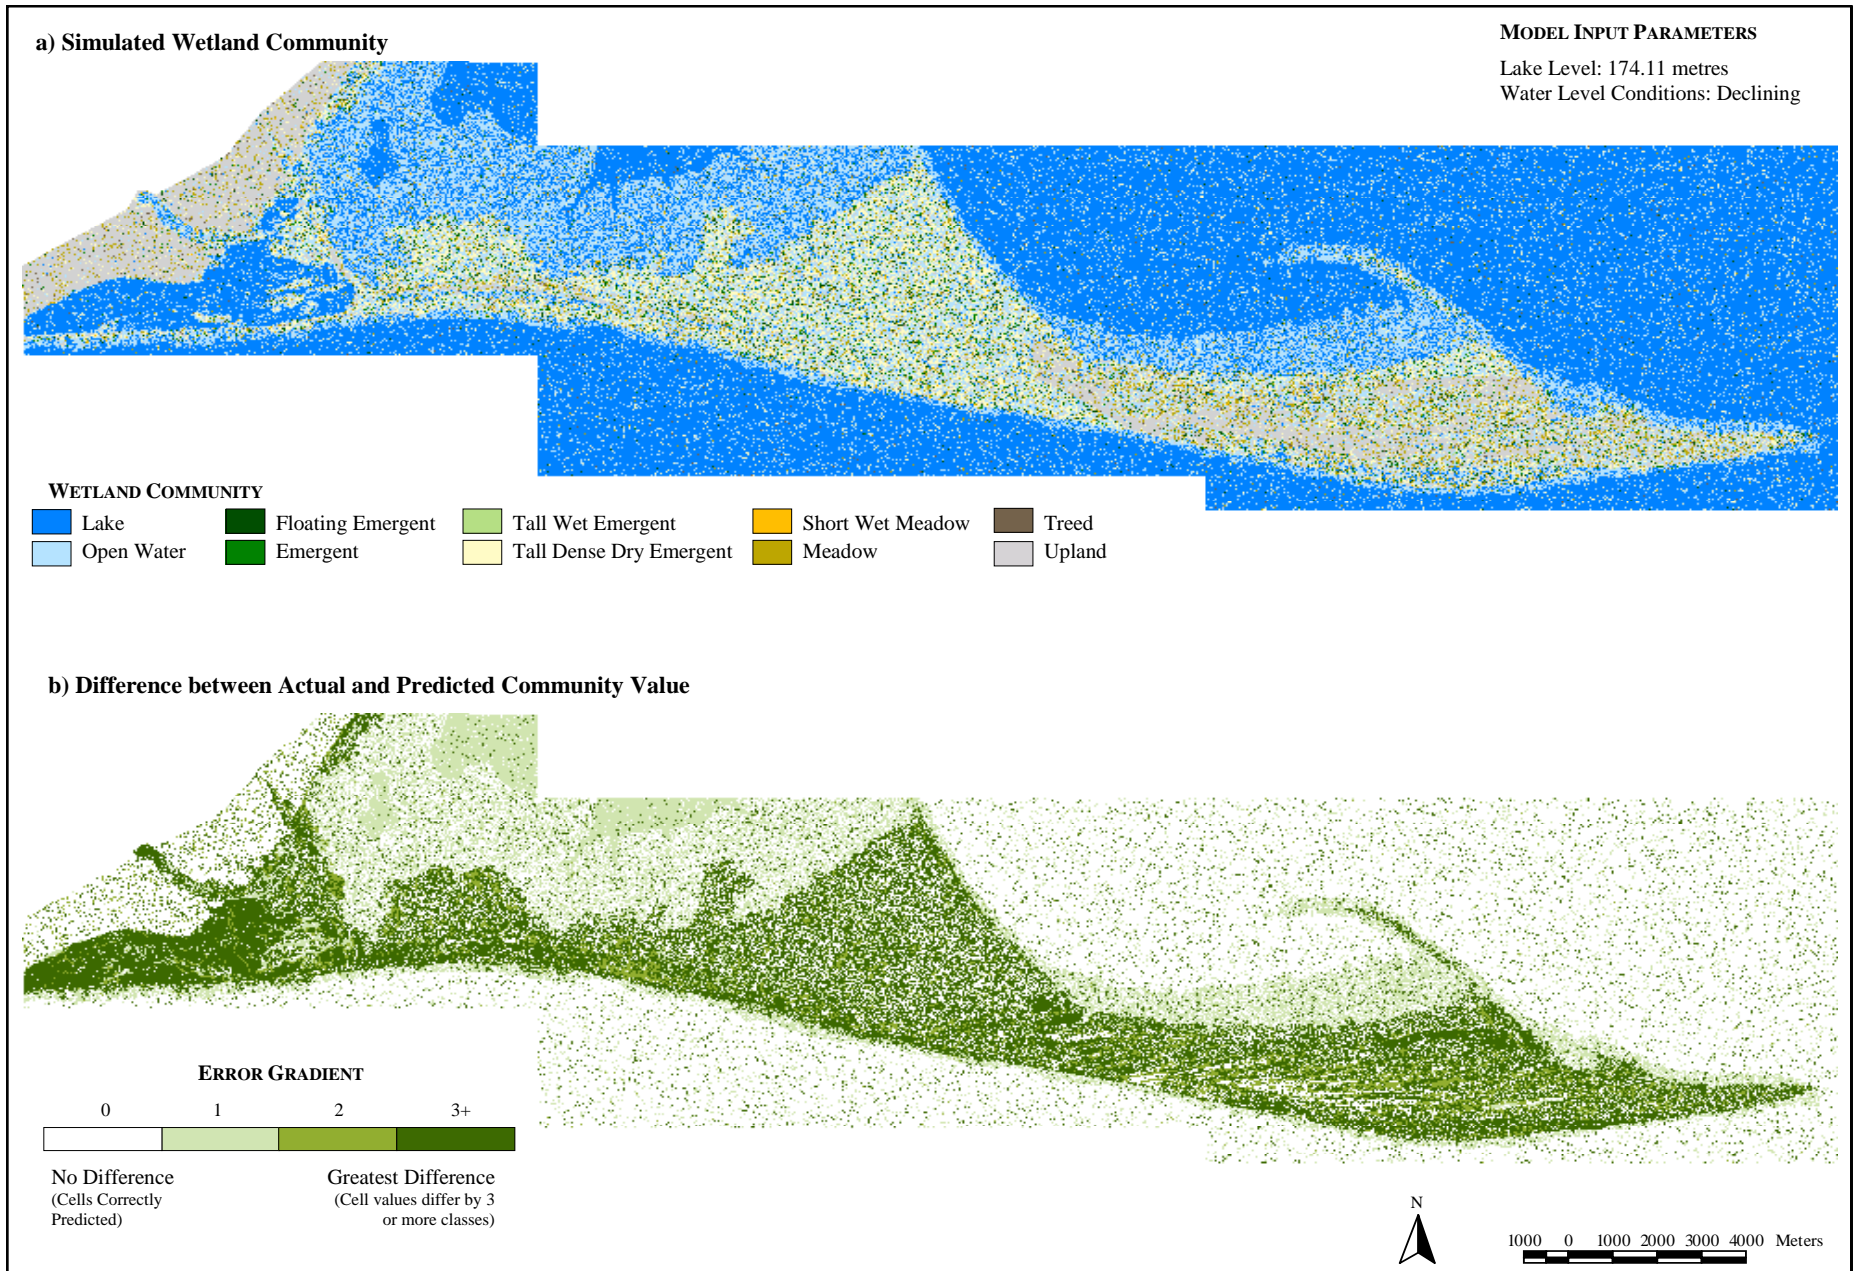 a) Simulated Wetland Community
MODEL INPUT PARAMETERS
Lake Level: 174.11 metres
Water Level Conditions: Declining
WETLAND COMMUNITY
Lake
Floating Emergent
Tall Wet Emergent
Short Wet Meadow
Treed
Open Water
Emergent
Tall Dense Dry Emergent
Meadow
Upland
b) Difference between Actual and Predicted Community Value
ERROR GRADIENT
0 1 2 3+
No Difference
(Cells Correctly
Predicted)
Greatest Difference
(Cell values differ by 3
or more classes)
N
1000 0 1000 2000 3000 4000 Meters